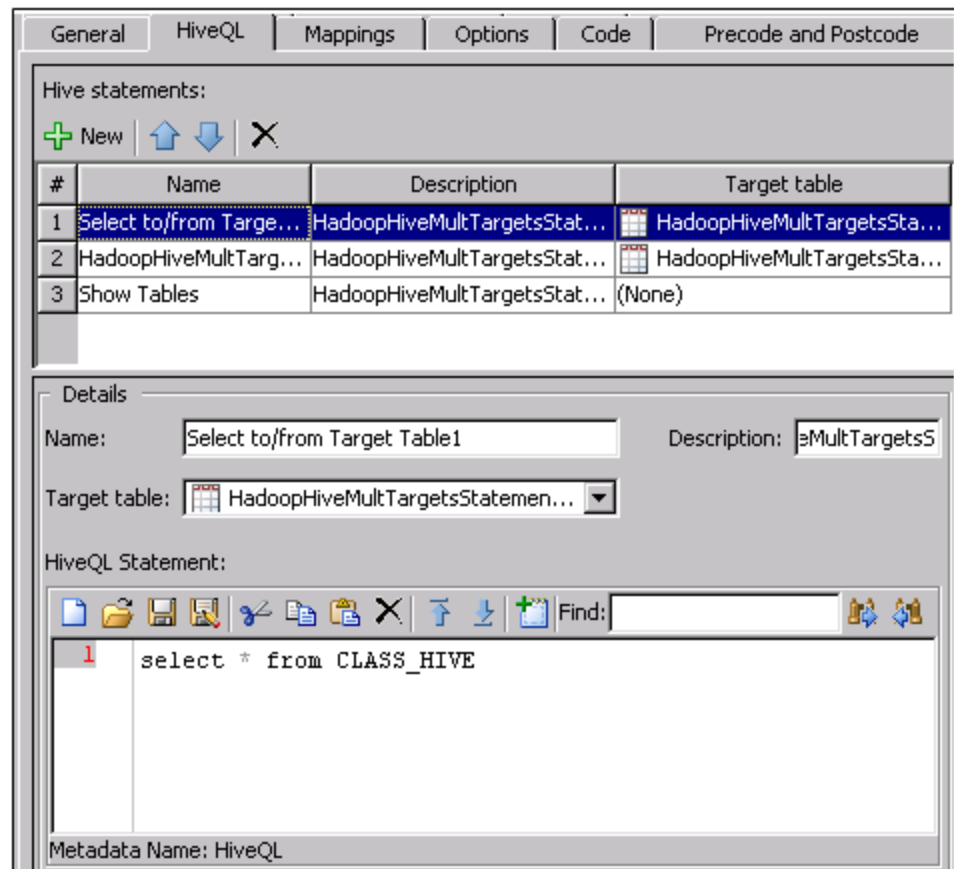 General HiveQL Mappings Options Code Precode and Postcode
Hive statements:
New
# Name Description Target table
1 Select to/from Targe... HadoopHiveMultTargetsStat... HadoopHiveMultTargetsSta...
2 HadoopHiveMultTarg... HadoopHiveMultTargetsStat... HadoopHiveMultTargetsSta...
3 Show Tables HadoopHiveMultTargetsStat... (None)
Details
Name: Select to/from Target Table1 Description: eMultTargetsS
Target table: HadoopHiveMultTargetsStatemen...
HiveQL Statement:
Find:
1 select * from CLASS_HIVE
Metadata Name: HiveQL